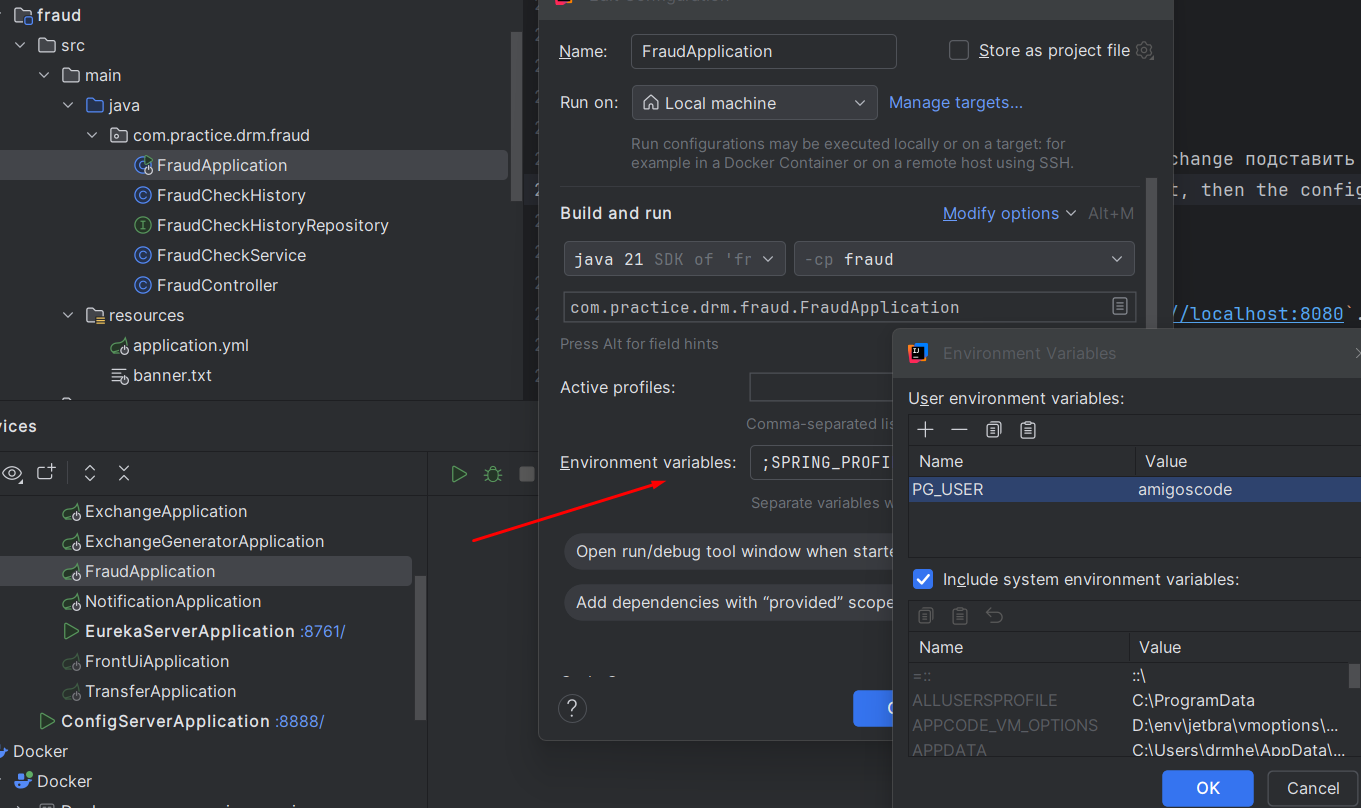 fraud
src
main
java
com.practice.drm.fraud
FraudApplication
FraudCheckHistory
FraudCheckHistoryRepository
FraudCheckService
FraudController
resources
application.yml
banner.txt
ices
ExchangeApplication
ExchangeGeneratorApplication
FraudApplication
NotificationApplication
EurekaServerApplication :8761/
FrontUiApplication
TransferApplication
ConfigServerApplication :8888/
Docker
Docker
Name: FraudApplication
Store as project file
Run on: Local machine Manage targets...
Run configurations may be executed locally or on a target: for
example in a Docker Container or on a remote host using SSH.
Build and run
Modify options Alt+M
java 21 SDK of 'fr -cp fraud
com.practice.drm.fraud.FraudApplication
Press Alt for field hints
Active profiles:
Comma-separated lis
Environment variables: ;SPRING_PROFI
Separate variables w
Open run/debug tool window when starte
Add dependencies with “provided” scope
?
change подставить
t, then the config
//localhost:8080`.
Environment Variables
User environment variables:
Name Value
PG_USER amigoscode
Include system environment variables:
Name Value
=:: ::\
ALLUSERSPROFILE C:\ProgramData
APPCODE_VM_OPTIONS D:\env\jetbra\vmoptions\...
APPDATA C:\Users\drmhe\AppData\...
OK Cancel